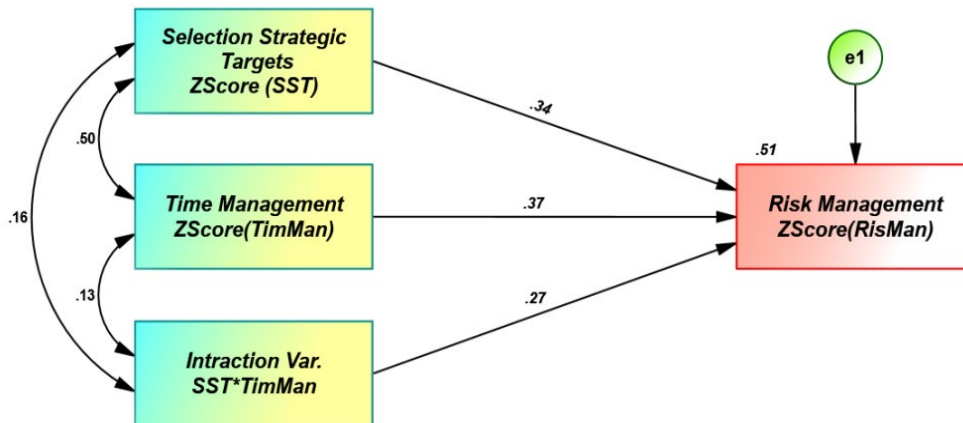 Selection Strategic
Targets
ZScore (SST)
e1
.34
.50
.51
Time Management
ZScore(TimMan)
.37
Risk Management
ZScore(RisMan)
.16
.13
.27
Intraction Var.
SST*TimMan